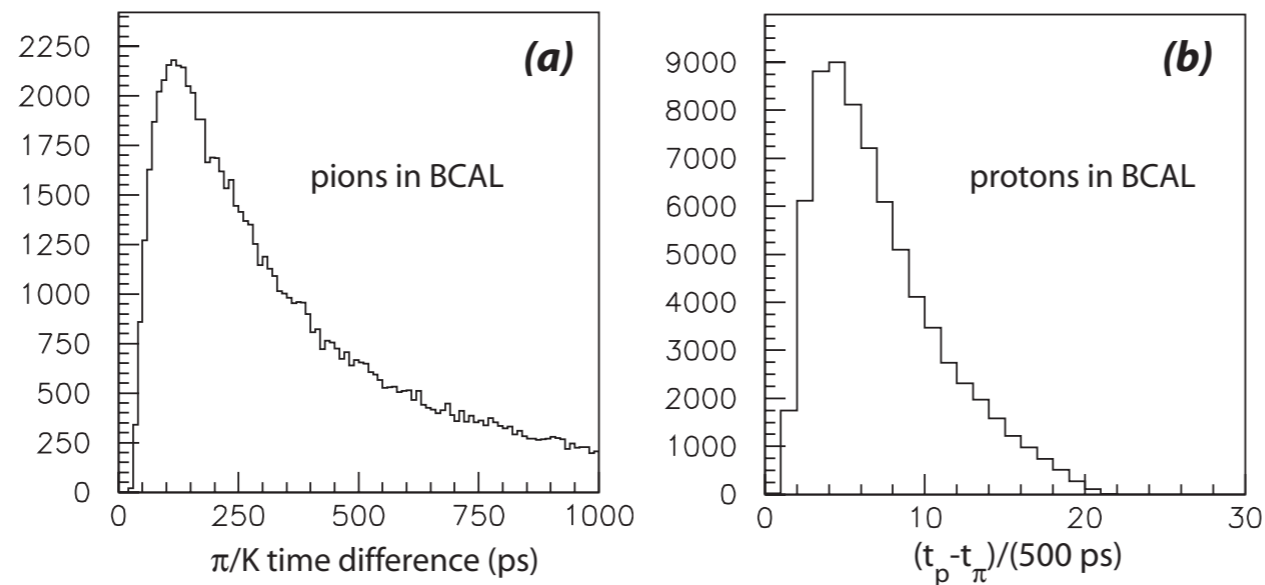 (a)
pions in BCAL
2250
2000
1750
1500
1250
1000
750
500
250
0
0 250 500 750 1000
π/K time difference (ps)
(b)
protons in BCAL
9000
8000
7000
6000
5000
4000
3000
2000
1000
0
0 10 20 30
(t_p-t_π)/(500 ps)